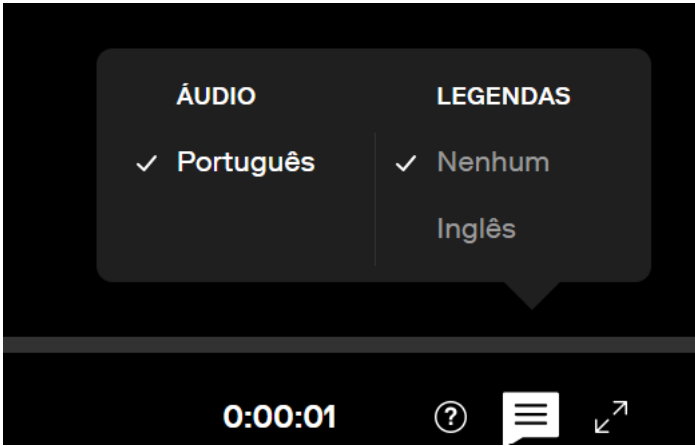 ÁUDIO
Português
LEGENDAS
Nenhum
Inglês
0:00:01
?